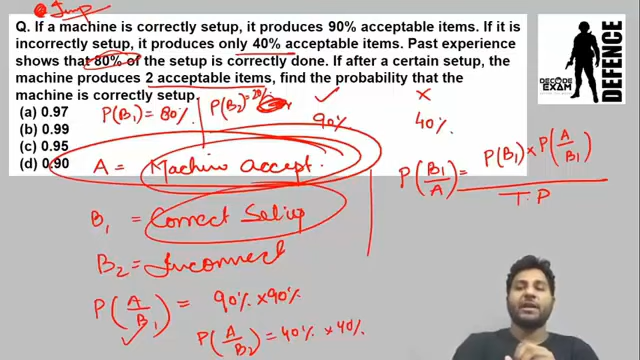 Jump
Q. If a machine is correctly setup, it produces 90% acceptable items. If it is
incorrectly setup, it produces only 40% acceptable items. Past experience
shows that 80% of the setup is correctly done. If after a certain setup, the
machine produces 2 acceptable items, find the probability that the
machine is correctly setup.
(a) 0.97
(b) 0.99
(c) 0.95
(d) 0.90
P(B₁) = 80%
P(B₂) = 20%
✓ ×
90% 40%
A = Machine accept.
B₁ = Correct Setup
B₂ = Inconnect
P(A/B₁) = 90% × 90%
P(A/B₂) = 40% × 40%
P(B₁/A) = P(B₁) × P(A/B₁)
T.P
DECODE
EXAM
DEFENCE